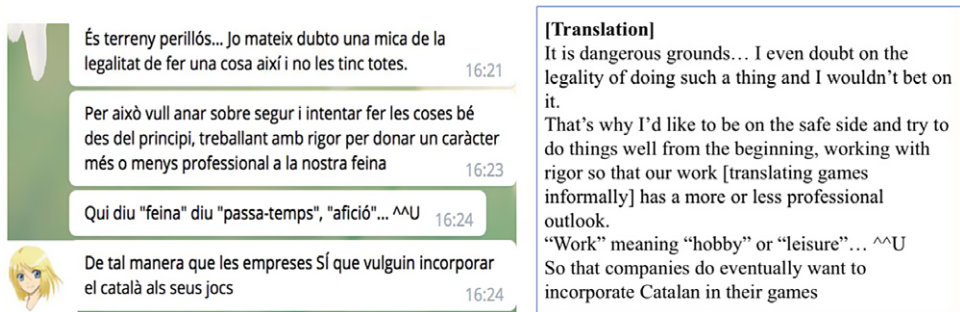 És terreny perillós... Jo mateix dubto una mica de la
legalitat de fer una cosa així i no les tinc totes.
16:21
Per això vull anar sobre segur i intentar fer les coses bé
des del principi, treballant amb rigor per donar un caràcter
més o menys professional a la nostra feina
16:23
Qui diu "feina" diu "passa-temps", "afició"... ^^U
16:24
De tal manera que les empreses SÍ que vulguin incorporar
el català als seus jocs
16:24
[Translation]
It is dangerous grounds… I even doubt on the
legality of doing such a thing and I wouldn’t bet on
it.
That’s why I’d like to be on the safe side and try to
do things well from the beginning, working with
rigor so that our work [translating games
informally] has a more or less professional
outlook.
“Work” meaning “hobby” or “leisure”… ^^U
So that companies do eventually want to
incorporate Catalan in their games